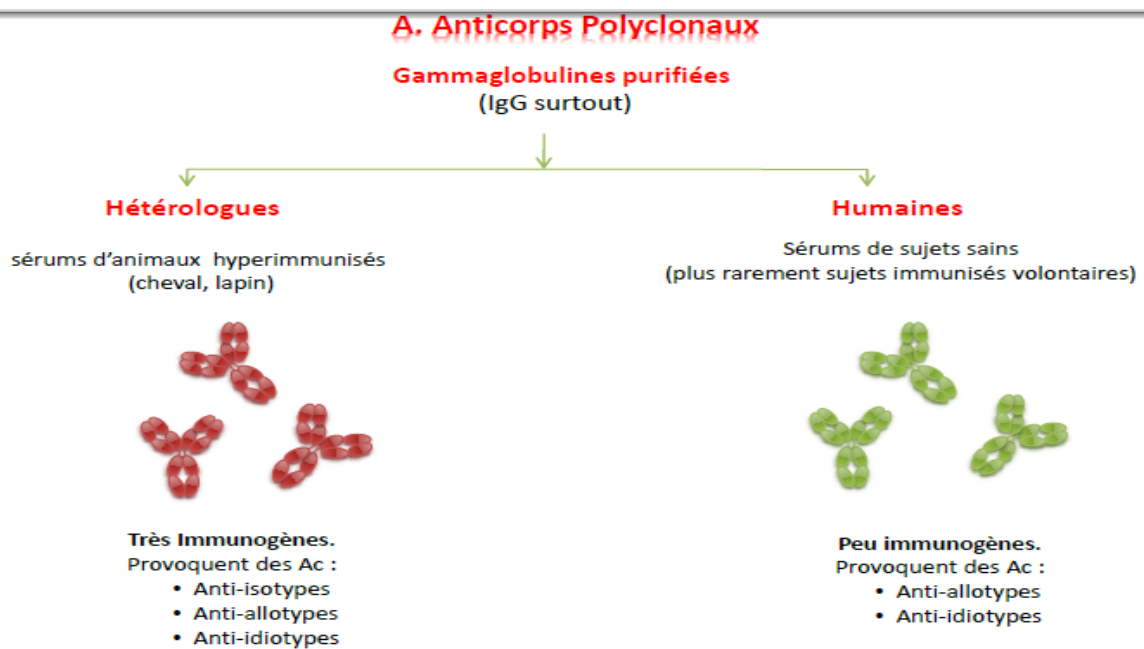 A. Anticorps Polyclonaux
Gammaglobulines purifiées
(IgG surtout)
Hétérologues
sérums d'animaux hyperimmunisés
(cheval, lapin)
Très Immunogènes.
Provoquent des Ac :
• Anti-isotypes
• Anti-allotypes
• Anti-idiotypes
Humaines
Sérums de sujets sains
(plus rarement sujets immunisés volontaires)
Peu immunogènes.
Provoquent des Ac :
• Anti-allotypes
• Anti-idiotypes